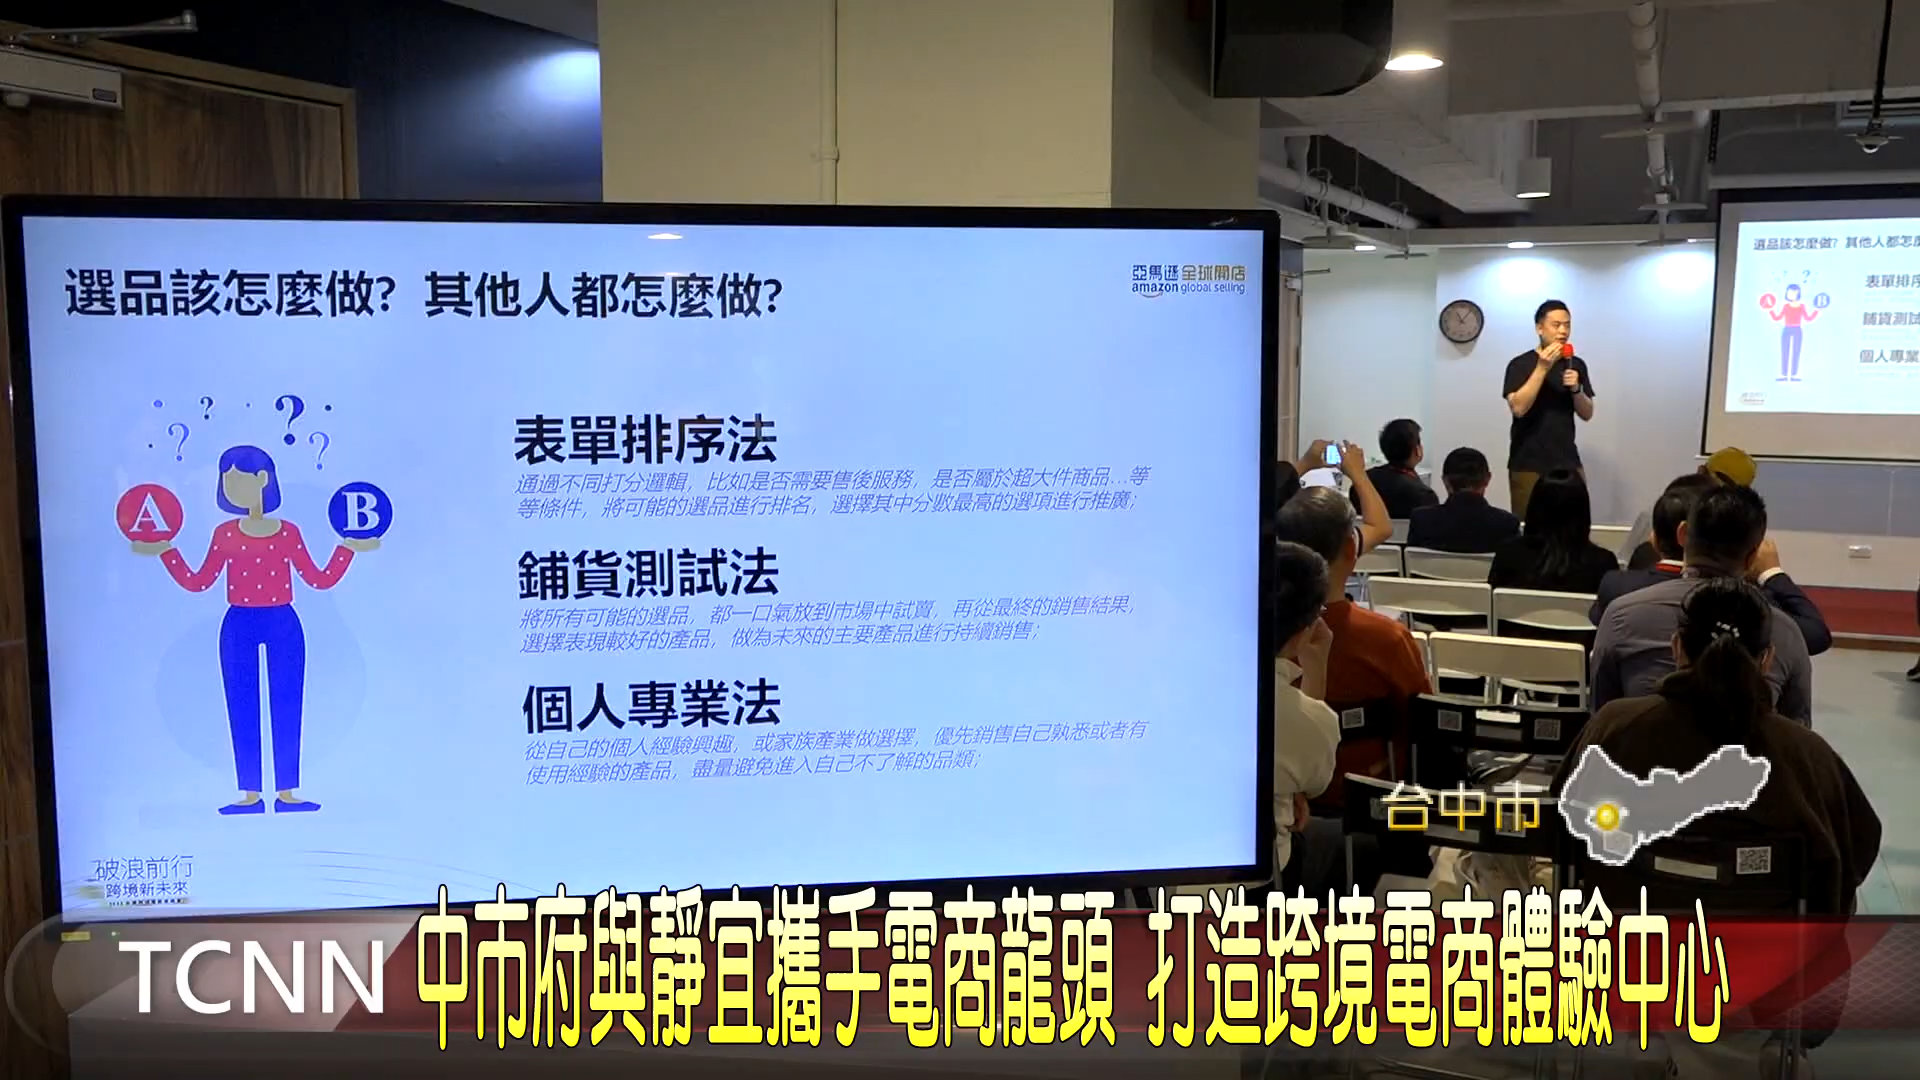 選品該怎麼做? 其他人都怎麼做?
亞馬遜全球開店
amazon global selling
A
B
表單排序法
通過不同打分邏輯，比如是否需要售後服務，是否屬於超大件商品...等
等條件，將可能的選品進行排名，選擇其中分數最高的選項進行推廣；
鋪貨測試法
將所有可能的選品，都一口氣放到市場中試賣，再從最終的銷售結果，
選擇表現較好的產品，做為未來的主要產品進行持續銷售；
個人專業法
從自己的個人經驗興趣，或家族產業做選擇，優先銷售自己孰悉或者有
使用經驗的產品，盡量避免進入自己不了解的品類；
破浪前行
跨境新未來
選品該怎麼做? 其他人都怎
A
B
表單排序
鋪貨測試
個人專業
台中市
TCNN
中市府與靜宜攜手電商龍頭 打造跨境電商體驗中心